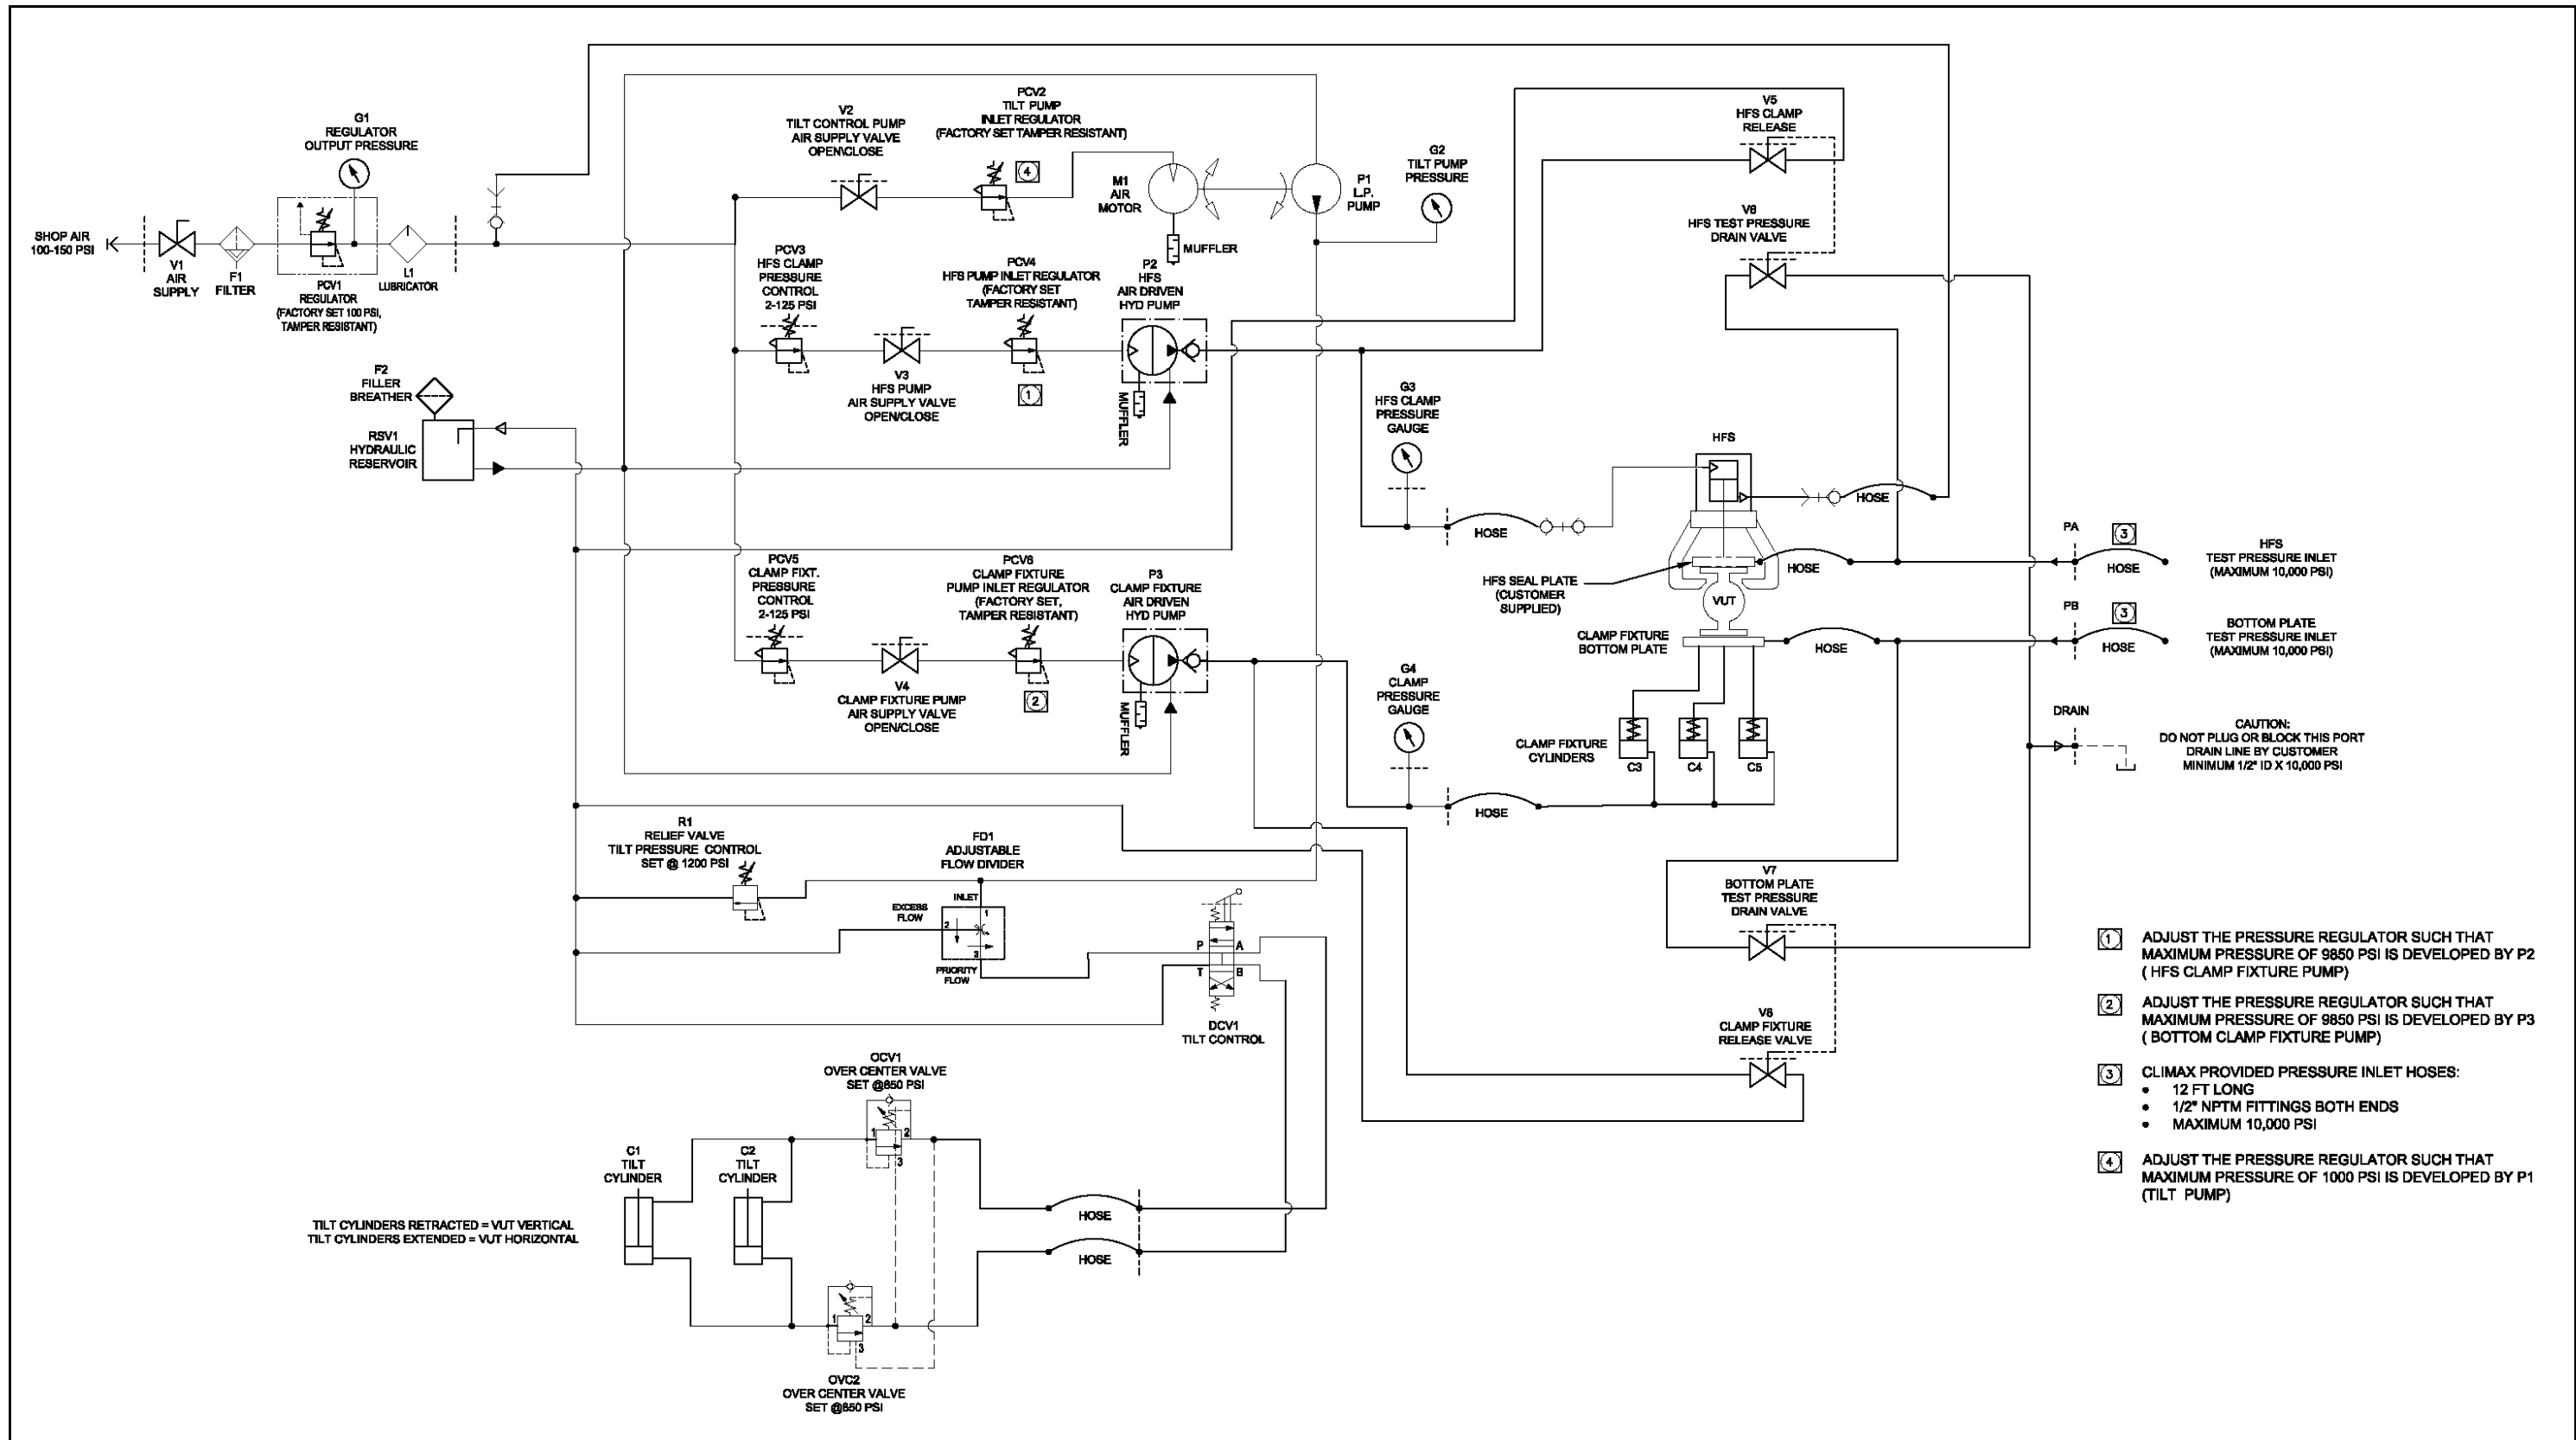 G1
REGULATOR
OUTPUT PRESSURE
SHOP AIR
100-150 PSI
V1
AIR
SUPPLY
F1
FILTER
PCV1
REGULATOR
(FACTORY SET 100 PSI,
TAMPER RESISTANT)
L1
LUBRICATOR
V2
TILT CONTROL PUMP
AIR SUPPLY VALVE
OPEN/CLOSE
PCV2
TILT PUMP
INLET REGULATOR
(FACTORY SET TAMPER RESISTANT)
4
M1
AIR
MOTOR
MUFFLER
P1
L.P.
PUMP
G2
TILT PUMP
PRESSURE
V5
HFS CLAMP
RELEASE
V6
HFS TEST PRESSURE
DRAIN VALVE
PCV3
HFS CLAMP
PRESSURE
CONTROL
2-125 PSI
V3
HFS PUMP
AIR SUPPLY VALVE
OPEN/CLOSE
PCV4
HFS PUMP INLET REGULATOR
(FACTORY SET
TAMPER RESISTANT)
1
P2
HFS
AIR DRIVEN
HYD PUMP
MUFFLER
F2
FILLER
BREATHER
RSV1
HYDRAULIC
RESERVOIR
G3
HFS CLAMP
PRESSURE
GAUGE
HOSE
HFS
HOSE
HFS SEAL PLATE
(CUSTOMER
SUPPLIED)
HOSE
VUT
PA
3
HOSE
HFS
TEST PRESSURE INLET
(MAXIMUM 10,000 PSI)
CLAMP FIXTURE
BOTTOM PLATE
HOSE
PB
3
HOSE
BOTTOM PLATE
TEST PRESSURE INLET
(MAXIMUM 10,000 PSI)
PCV5
CLAMP FIXT.
PRESSURE
CONTROL
2-125 PSI
V4
CLAMP FIXTURE PUMP
AIR SUPPLY VALVE
OPEN/CLOSE
PCV6
CLAMP FIXTURE
PUMP INLET REGULATOR
(FACTORY SET,
TAMPER RESISTANT)
2
P3
CLAMP FIXTURE
AIR DRIVEN
HYD PUMP
MUFFLER
G4
CLAMP
PRESSURE
GAUGE
HOSE
CLAMP FIXTURE
CYLINDERS
C3
C4
C5
DRAIN
CAUTION:
DO NOT PLUG OR BLOCK THIS PORT
DRAIN LINE BY CUSTOMER
MINIMUM 1/2" ID X 10,000 PSI
R1
RELIEF VALVE
TILT PRESSURE CONTROL
SET @ 1200 PSI
FD1
ADJUSTABLE
FLOW DIVIDER
INLET
EXCESS
FLOW
1
2
3
PRIORITY
FLOW
P
A
T
B
DCV1
TILT CONTROL
V7
BOTTOM PLATE
TEST PRESSURE
DRAIN VALVE
V8
CLAMP FIXTURE
RELEASE VALVE
OCV1
OVER CENTER VALVE
SET @850 PSI
1
2
3
C1
TILT
CYLINDER
C2
TILT
CYLINDER
TILT CYLINDERS RETRACTED = VUT VERTICAL
TILT CYLINDERS EXTENDED = VUT HORIZONTAL
HOSE
HOSE
1
2
3
OVC2
OVER CENTER VALVE
SET @850 PSI
1 ADJUST THE PRESSURE REGULATOR SUCH THAT
MAXIMUM PRESSURE OF 9850 PSI IS DEVELOPED BY P2
( HFS CLAMP FIXTURE PUMP)
2 ADJUST THE PRESSURE REGULATOR SUCH THAT
MAXIMUM PRESSURE OF 9850 PSI IS DEVELOPED BY P3
( BOTTOM CLAMP FIXTURE PUMP)
3 CLIMAX PROVIDED PRESSURE INLET HOSES:
• 12 FT LONG
• 1/2" NPTM FITTINGS BOTH ENDS
• MAXIMUM 10,000 PSI
4 ADJUST THE PRESSURE REGULATOR SUCH THAT
MAXIMUM PRESSURE OF 1000 PSI IS DEVELOPED BY P1
(TILT PUMP)